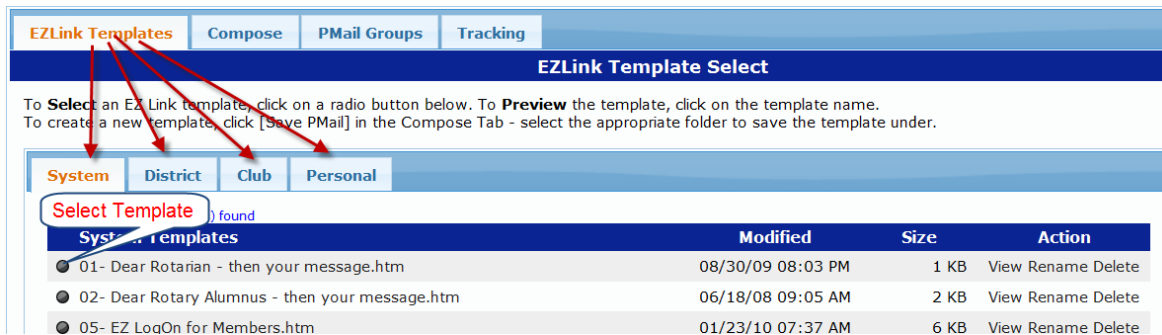 EZLink Templates Compose PMail Groups Tracking
EZLink Template Select
To Select an EZ Link template, click on a radio button below. To Preview the template, click on the template name.
To create a new template, click [Save PMail] in the Compose Tab - select the appropriate folder to save the template under.
System District Club Personal
Select Template
) found
System Templates Modified Size Action
01- Dear Rotarian - then your message.htm 08/30/09 08:03 PM 1 KB View Rename Delete
02- Dear Rotary Alumnus - then your message.htm 06/18/08 09:05 AM 2 KB View Rename Delete
05- EZ LogOn for Members.htm 01/23/10 07:37 AM 6 KB View Rename Delete